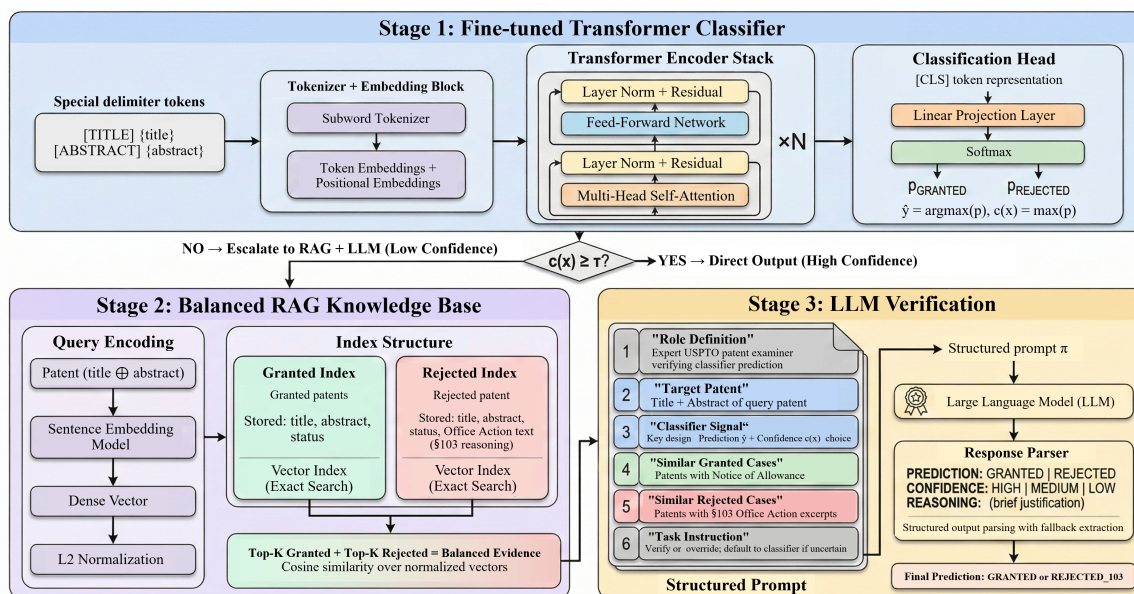 Stage 1: Fine-tuned Transformer Classifier
Special delimiter tokens
[TITLE] {title}
[ABSTRACT] {abstract}
Tokenizer + Embedding Block
Subword Tokenizer
Token Embeddings +
Positional Embeddings
Transformer Encoder Stack
Layer Norm + Residual
Feed-Forward Network
Layer Norm + Residual
Multi-Head Self-Attention
×N
Classification Head
[CLS] token representation
Linear Projection Layer
Softmax
pGRANTED
pREJECTED
ŷ = argmax(p), c(x) = max(p)
NO → Escalate to RAG + LLM (Low Confidence)
c(x) ≥ τ?
YES → Direct Output (High Confidence)
Stage 2: Balanced RAG Knowledge Base
Query Encoding
Patent (title ⊕ abstract)
Sentence Embedding
Model
Dense Vector
L2 Normalization
Index Structure
Granted Index
Granted patents
Stored: title, abstract,
status
Vector Index
(Exact Search)
Rejected Index
Rejected patent
Stored: title, abstract,
status, Office Action text
(§103 reasoning)
Vector Index
(Exact Search)
Top-K Granted + Top-K Rejected = Balanced Evidence
Cosine similarity over normalized vectors
Stage 3: LLM Verification
1
"Role Definition"
Expert USPTO patent examiner
verifying classifier prediction
2
"Target Patent"
Title + Abstract of query patent
3
"Classifier Signal“
Key design Prediction ŷ + Confidence c(x) choice
4
"Similar Granted Cases"
Patents with Notice of Allowance
5
"Similar Rejected Cases"
Patents with §103 Office Action excerpts
6
"Task Instruction"
Verify or override; default to classifier if uncertain
Structured Prompt
Structured prompt π
Large Language Model (LLM)
Response Parser
PREDICTION: GRANTED | REJECTED
CONFIDENCE: HIGH | MEDIUM | LOW
REASONING: (brief justification)
Structured output parsing with fallback extraction
Final Prediction: GRANTED or REJECTED_103